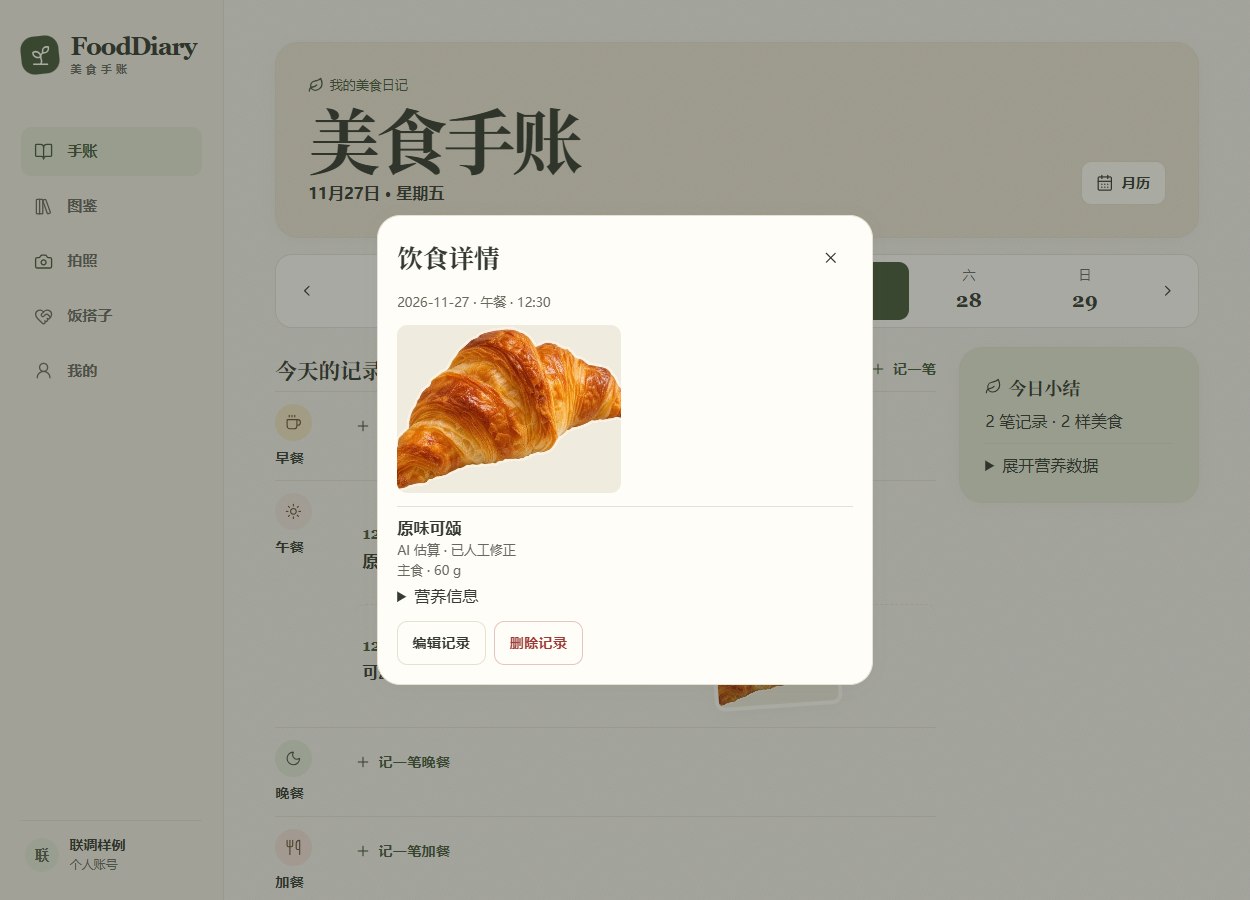 FoodDiary
美食手账
手账
图鉴
拍照
饭搭子
我的
联
联调样例
个人账号
我的美食日记
美食手账
11月27日 • 星期五
月历
六
28
日
29
今天的记录
记一笔
早餐
午餐
12
原
12
可
记一笔晚餐
晚餐
记一笔加餐
加餐
今日小结
2 笔记录 · 2 样美食
展开营养数据
饮食详情
2026-11-27 · 午餐 · 12:30
原味可颂
AI 估算 · 已人工修正
主食 · 60 g
营养信息
编辑记录
删除记录